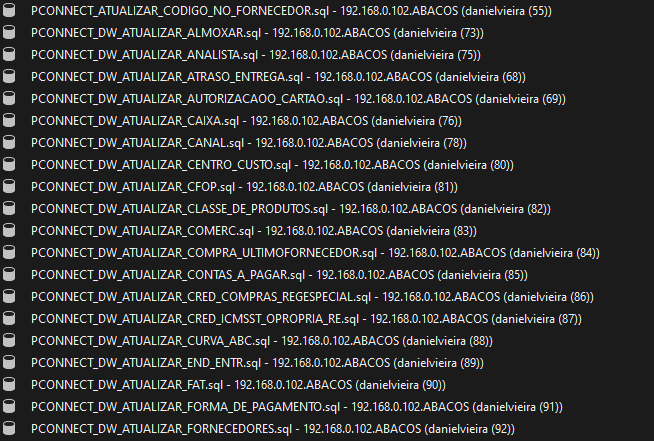 PCONNECT_ATUALIZAR_CODIGO_NO_FORNECEDOR.sql - 192.168.0.102.ABACOS (danielvieira (55))
PCONNECT_DW_ATUALIZAR_ALMOXAR.sql - 192.168.0.102.ABACOS (danielvieira (73))
PCONNECT_DW_ATUALIZAR_ANALISTA.sql - 192.168.0.102.ABACOS (danielvieira (75))
PCONNECT_DW_ATUALIZAR_ATRASO_ENTREGA.sql - 192.168.0.102.ABACOS (danielvieira (68))
PCONNECT_DW_ATUALIZAR_AUTORIZACAOO_CARTAO.sql - 192.168.0.102.ABACOS (danielvieira (69))
PCONNECT_DW_ATUALIZAR_CAIXA.sql - 192.168.0.102.ABACOS (danielvieira (76))
PCONNECT_DW_ATUALIZAR_CANAL.sql - 192.168.0.102.ABACOS (danielvieira (78))
PCONNECT_DW_ATUALIZAR_CENTRO_CUSTO.sql - 192.168.0.102.ABACOS (danielvieira (80))
PCONNECT_DW_ATUALIZAR_CFOP.sql - 192.168.0.102.ABACOS (danielvieira (81))
PCONNECT_DW_ATUALIZAR_CLASSE_DE_PRODUTOS.sql - 192.168.0.102.ABACOS (danielvieira (82))
PCONNECT_DW_ATUALIZAR_COMERC.sql - 192.168.0.102.ABACOS (danielvieira (83))
PCONNECT_DW_ATUALIZAR_COMPRA_ULTIMOFORNECEDOR.sql - 192.168.0.102.ABACOS (danielvieira (84))
PCONNECT_DW_ATUALIZAR_CONTAS_A_PAGAR.sql - 192.168.0.102.ABACOS (danielvieira (85))
PCONNECT_DW_ATUALIZAR_CRED_COMPRAS_REGESPECIAL.sql - 192.168.0.102.ABACOS (danielvieira (86))
PCONNECT_DW_ATUALIZAR_CRED_ICMSST_OPROPRIA_RE.sql - 192.168.0.102.ABACOS (danielvieira (87))
PCONNECT_DW_ATUALIZAR_CURVA_ABC.sql - 192.168.0.102.ABACOS (danielvieira (88))
PCONNECT_DW_ATUALIZAR_END_ENTR.sql - 192.168.0.102.ABACOS (danielvieira (89))
PCONNECT_DW_ATUALIZAR_FAT.sql - 192.168.0.102.ABACOS (danielvieira (90))
PCONNECT_DW_ATUALIZAR_FORMA_DE_PAGAMENTO.sql - 192.168.0.102.ABACOS (danielvieira (91))
PCONNECT_DW_ATUALIZAR_FORNECEDORES.sql - 192.168.0.102.ABACOS (danielvieira (92))